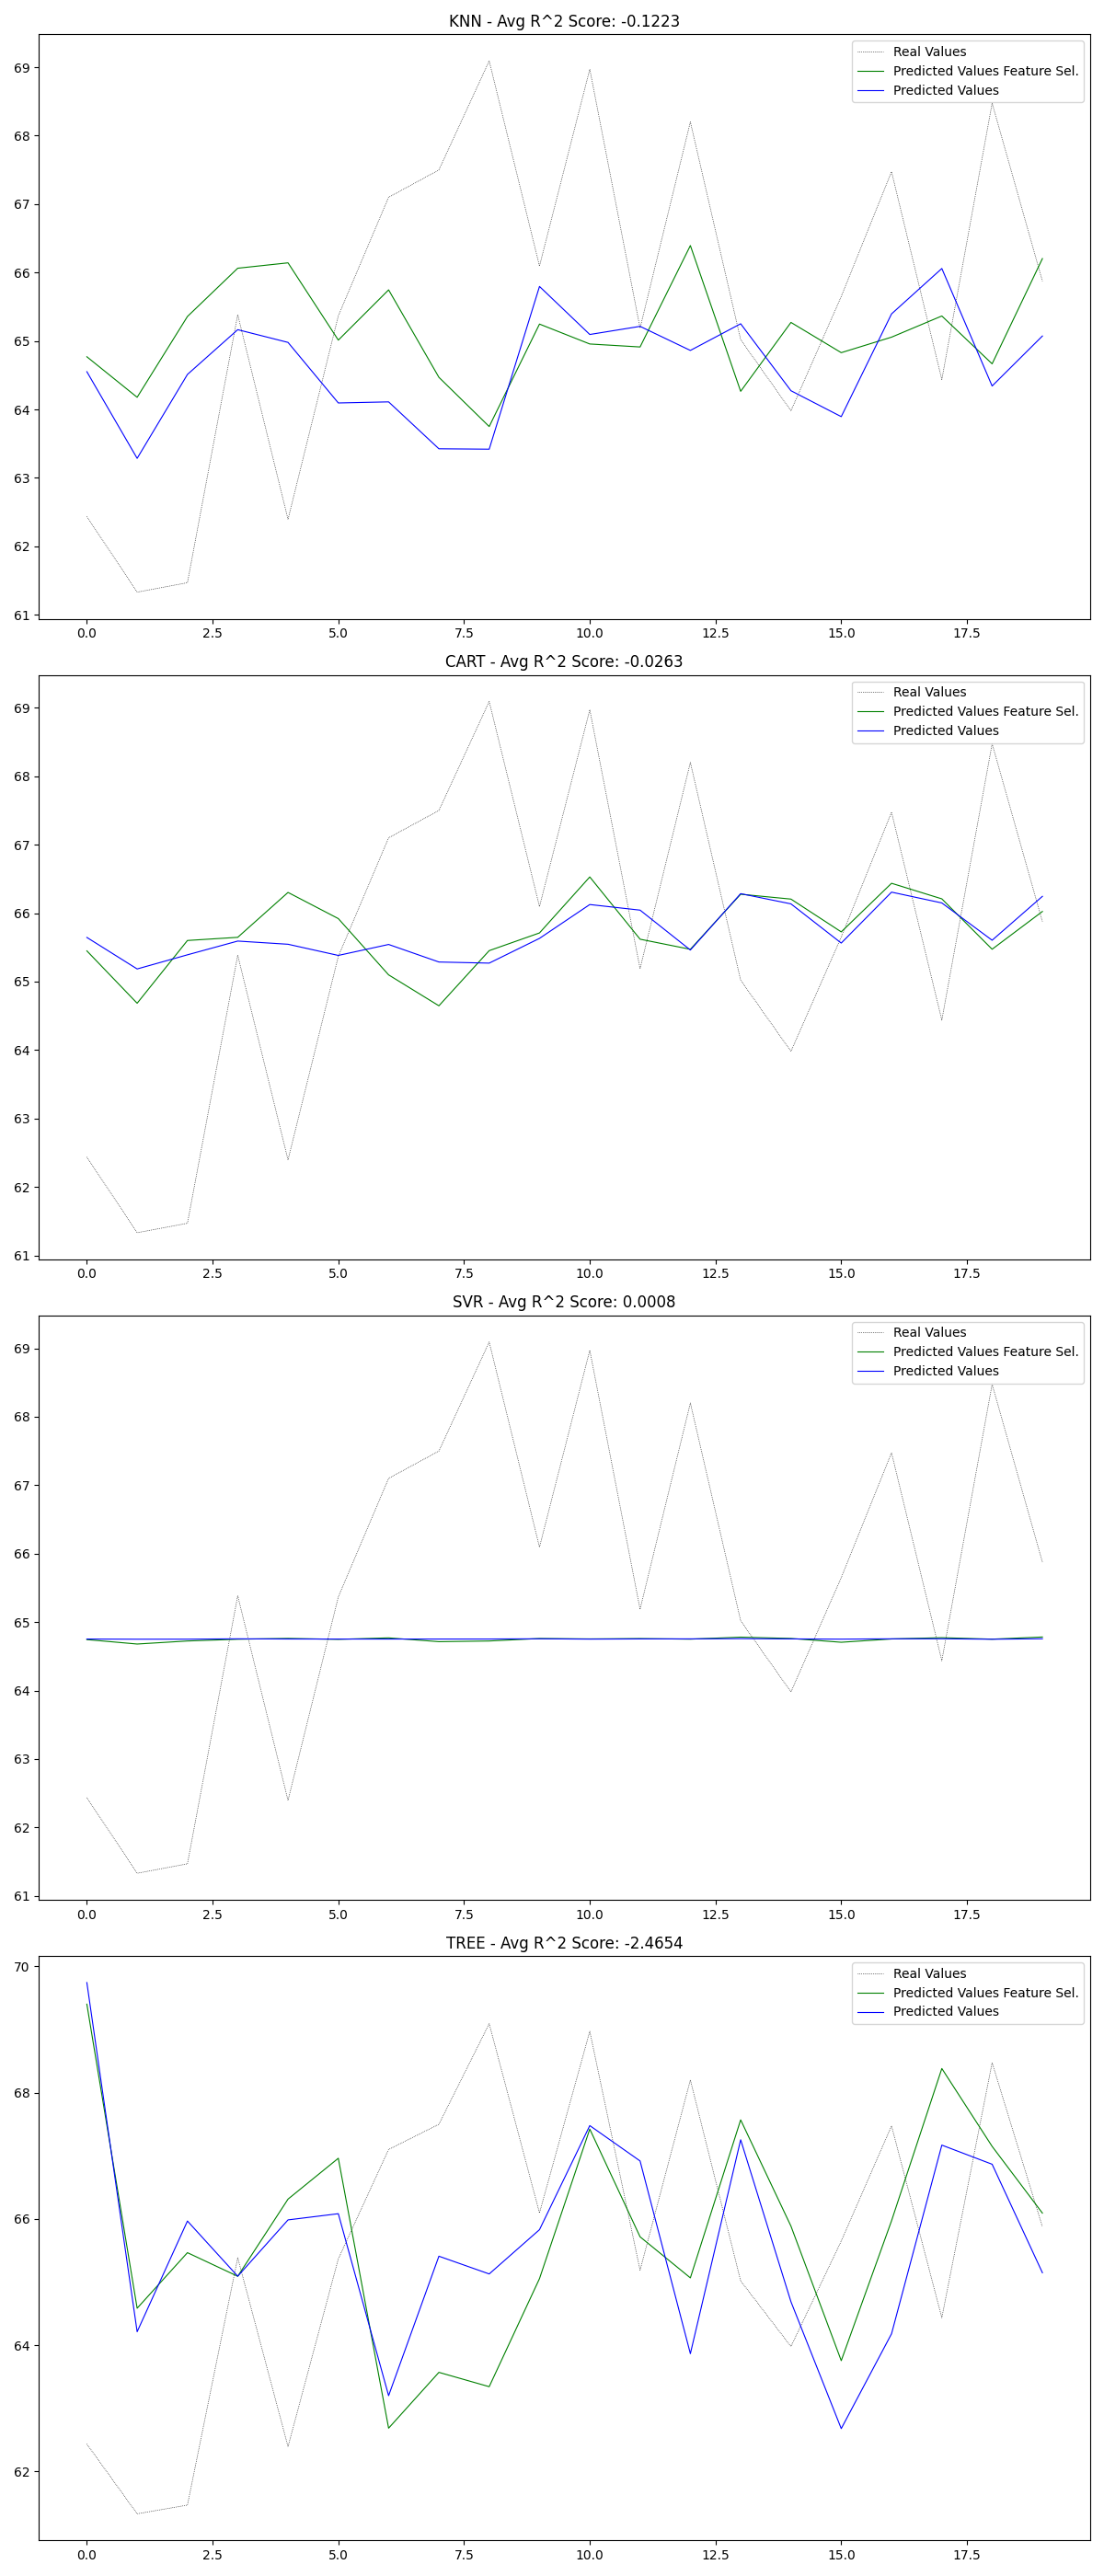 KNN - Avg R^2 Score: -0.1223
Real Values
Predicted Values Feature Sel.
Predicted Values
69
68
67
66
65
64
63
62
61
0.0 2.5 5.0 7.5 10.0 12.5 15.0 17.5
CART - Avg R^2 Score: -0.0263
Real Values
Predicted Values Feature Sel.
Predicted Values
69
68
67
66
65
64
63
62
61
0.0 2.5 5.0 7.5 10.0 12.5 15.0 17.5
SVR - Avg R^2 Score: 0.0008
Real Values
Predicted Values Feature Sel.
Predicted Values
69
68
67
66
65
64
63
62
61
0.0 2.5 5.0 7.5 10.0 12.5 15.0 17.5
TREE - Avg R^2 Score: -2.4654
Real Values
Predicted Values Feature Sel.
Predicted Values
70
68
66
64
62
0.0 2.5 5.0 7.5 10.0 12.5 15.0 17.5